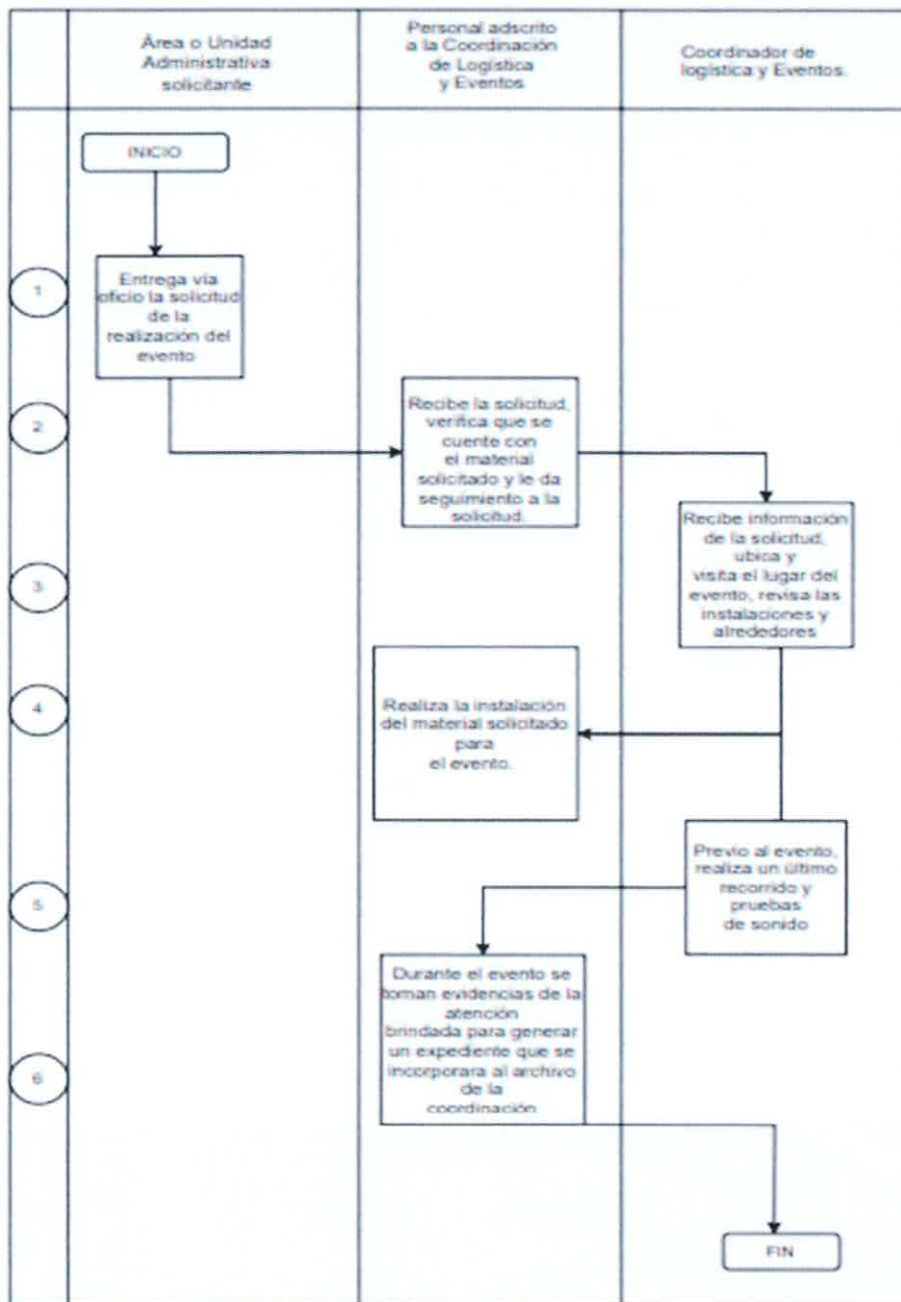 Área o Unidad
Administrativa
solicitante
Personal adscrito
a la Coordinación
de Logística
y Eventos
Coordinador de
logística y Eventos.
INICIO
1
Entrega vía
oficio la solicitud
de la
realización del
evento
2
Recibe la solicitud,
verifica que se
cuente con
el material
solicitado y le da
seguimiento a la
solicitud.
3
Recibe información
de la solicitud,
ubica y
visita el lugar del
evento, revisa las
instalaciones y
alrededores
4
Realiza la instalación
del material solicitado
para
el evento.
Previo al evento,
realiza un último
recorrido y
pruebas
de sonido
5
Durante el evento se
toman evidencias de la
atención
brindada para generar
un expediente que se
incorporara al archivo
de la
coordinación
6
FIN